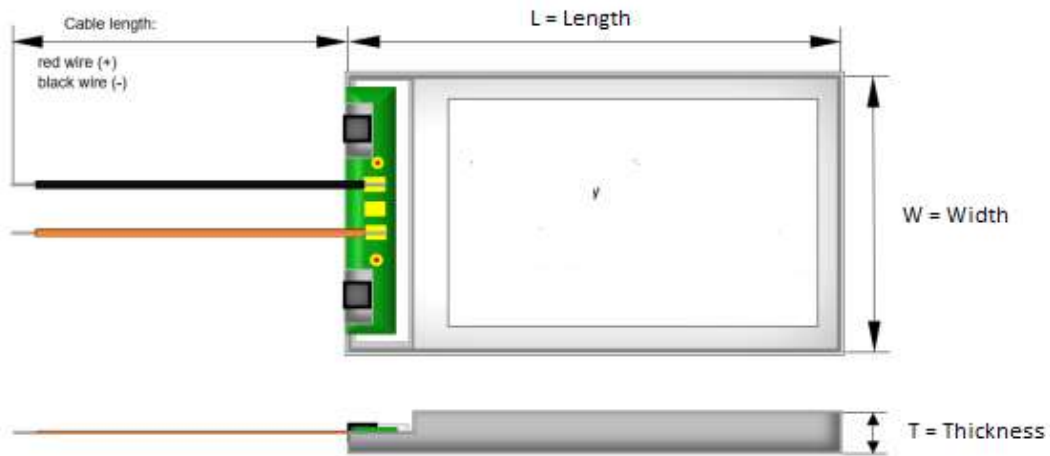 Cable length:
L = Length
red wire (+)
black wire (-)
y
W = Width
T = Thickness